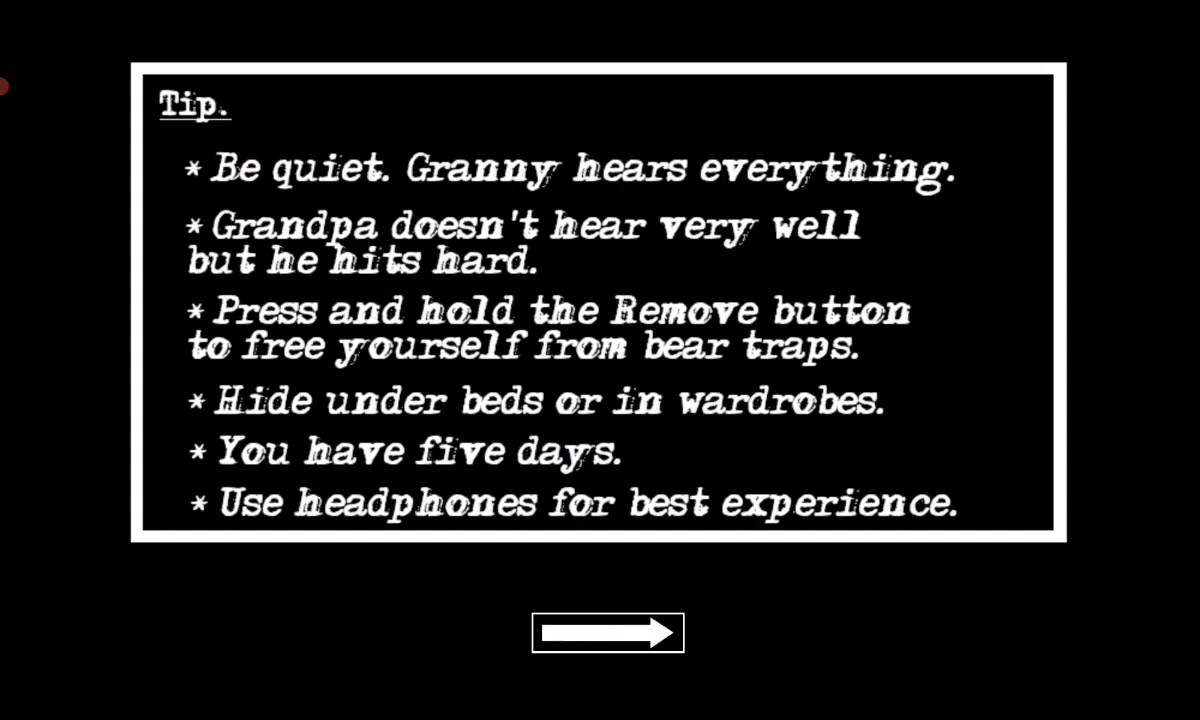 Tip.
* Be quiet. Granny hears everything.
* Grandpa doesn't hear very well
but he hits hard.
* Press and hold the Remove button
to free yourself from bear traps.
* Hide under beds or in wardrobes.
* You have five days.
* Use headphones for best experience.